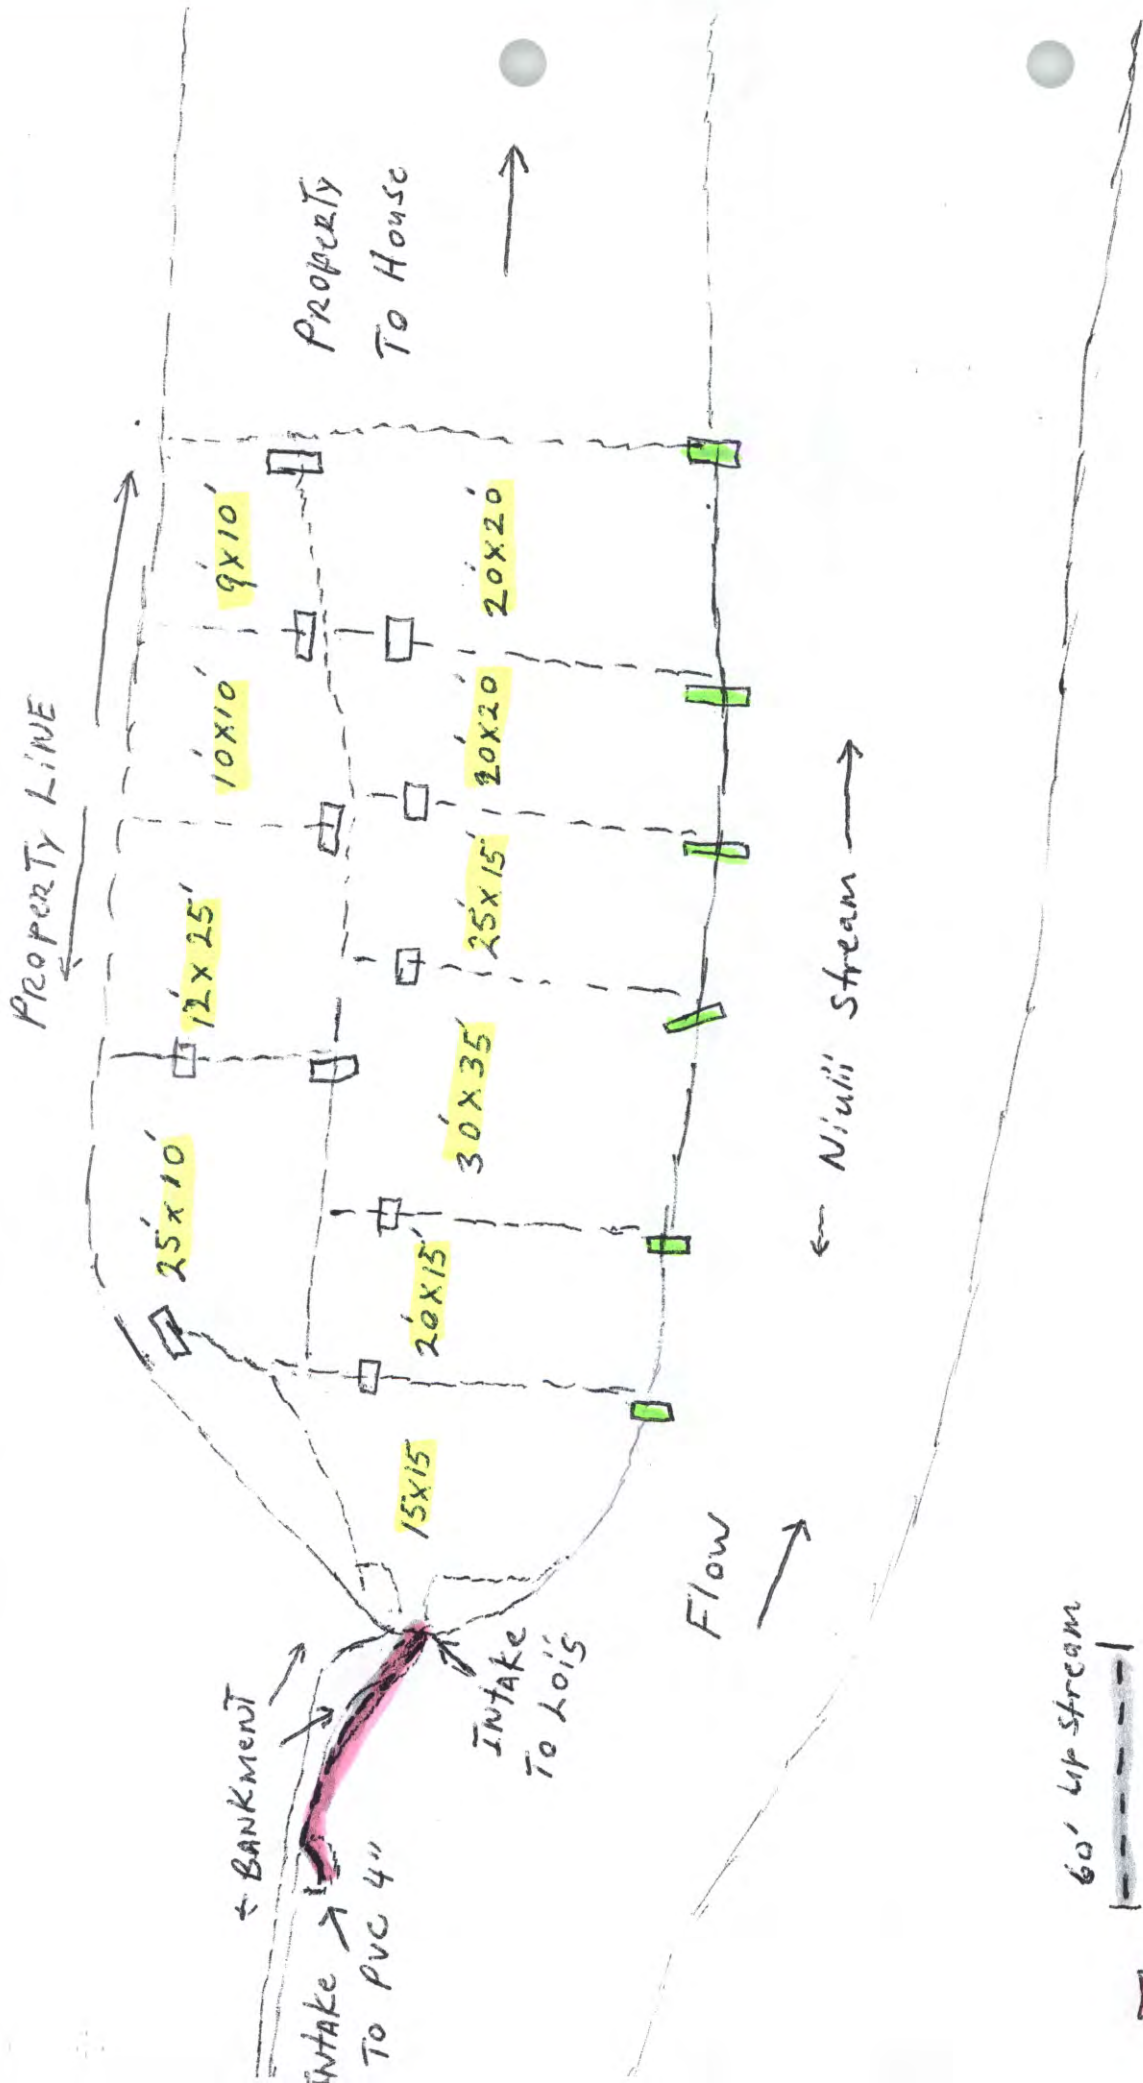 PROPERTY LINE
PROPERTY
TO HOUSE
25'x10'
12'x25'
10'x10'
9'x10'
15x15
20'x15'
30'x35'
25'x15'
20'x20'
20'x20'
BANKMENT
INTAKE
TO PVC 4"
INTAKE
TO LOIS
Flow
Niulii Stream
60' up stream